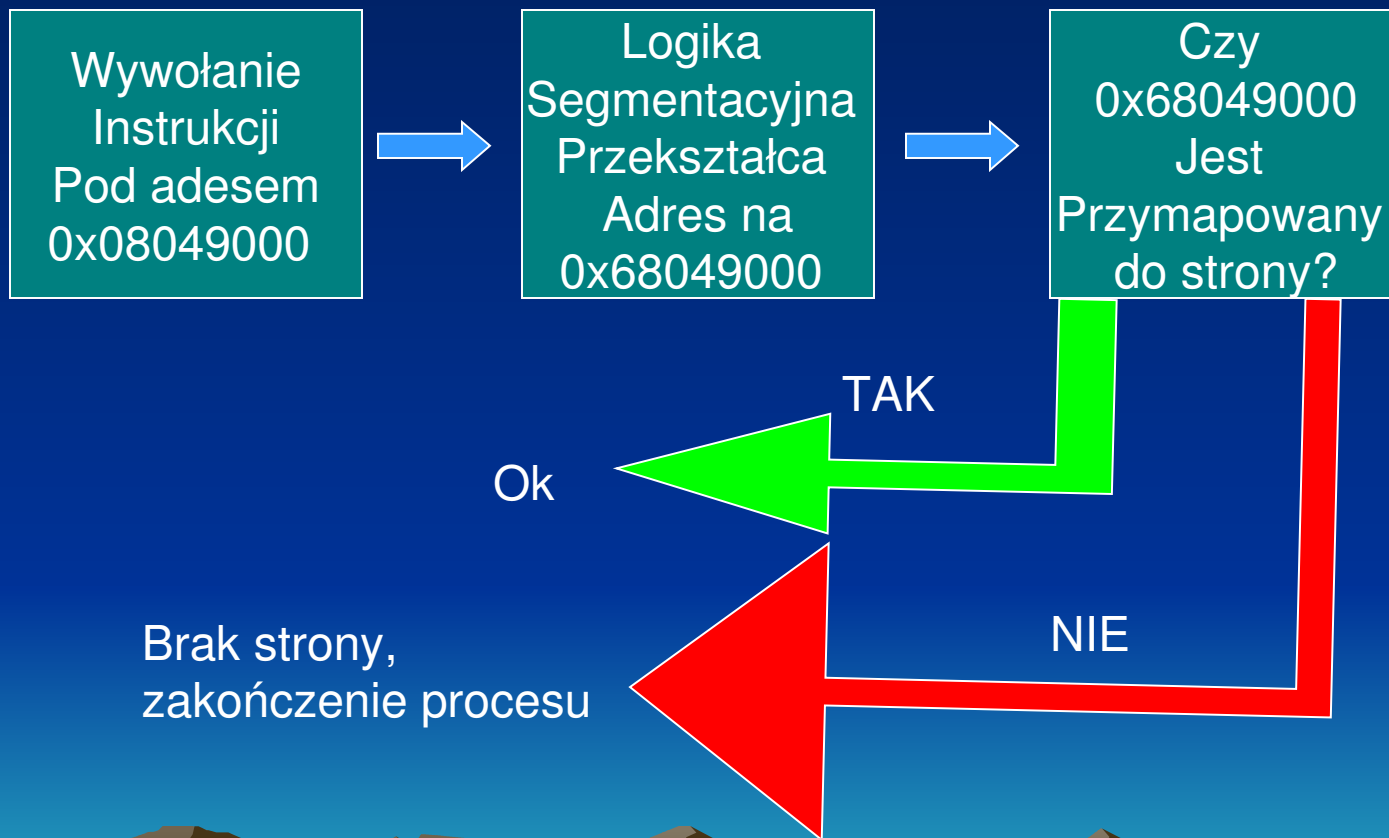 Wywołanie
Instrukcji
Pod adesem
0x08049000
Logika
Segmentacyjna
Przekształca
Adres na
0x68049000
Czy
0x68049000
Jest
Przymapowany
do strony?
TAK
Ok
NIE
Brak strony,
zakończenie procesu